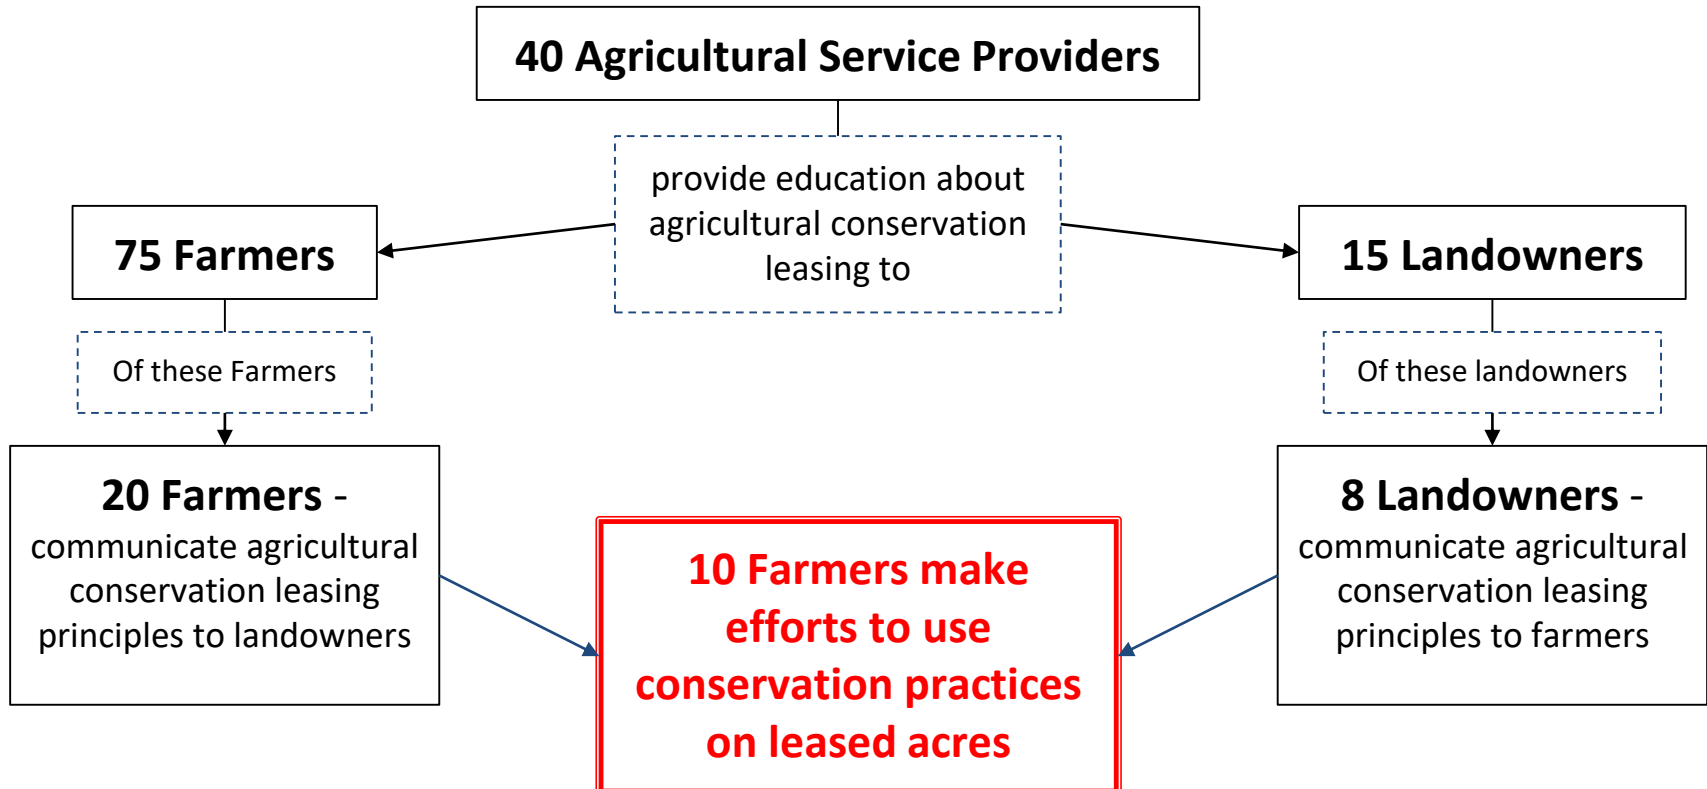 40 Agricultural Service Providers
provide education about
agricultural conservation
leasing to
75 Farmers
15 Landowners
Of these Farmers
Of these landowners
20 Farmers -
communicate agricultural
conservation leasing
principles to landowners
8 Landowners -
communicate agricultural
conservation leasing
principles to farmers
10 Farmers make
efforts to use
conservation practices
on leased acres